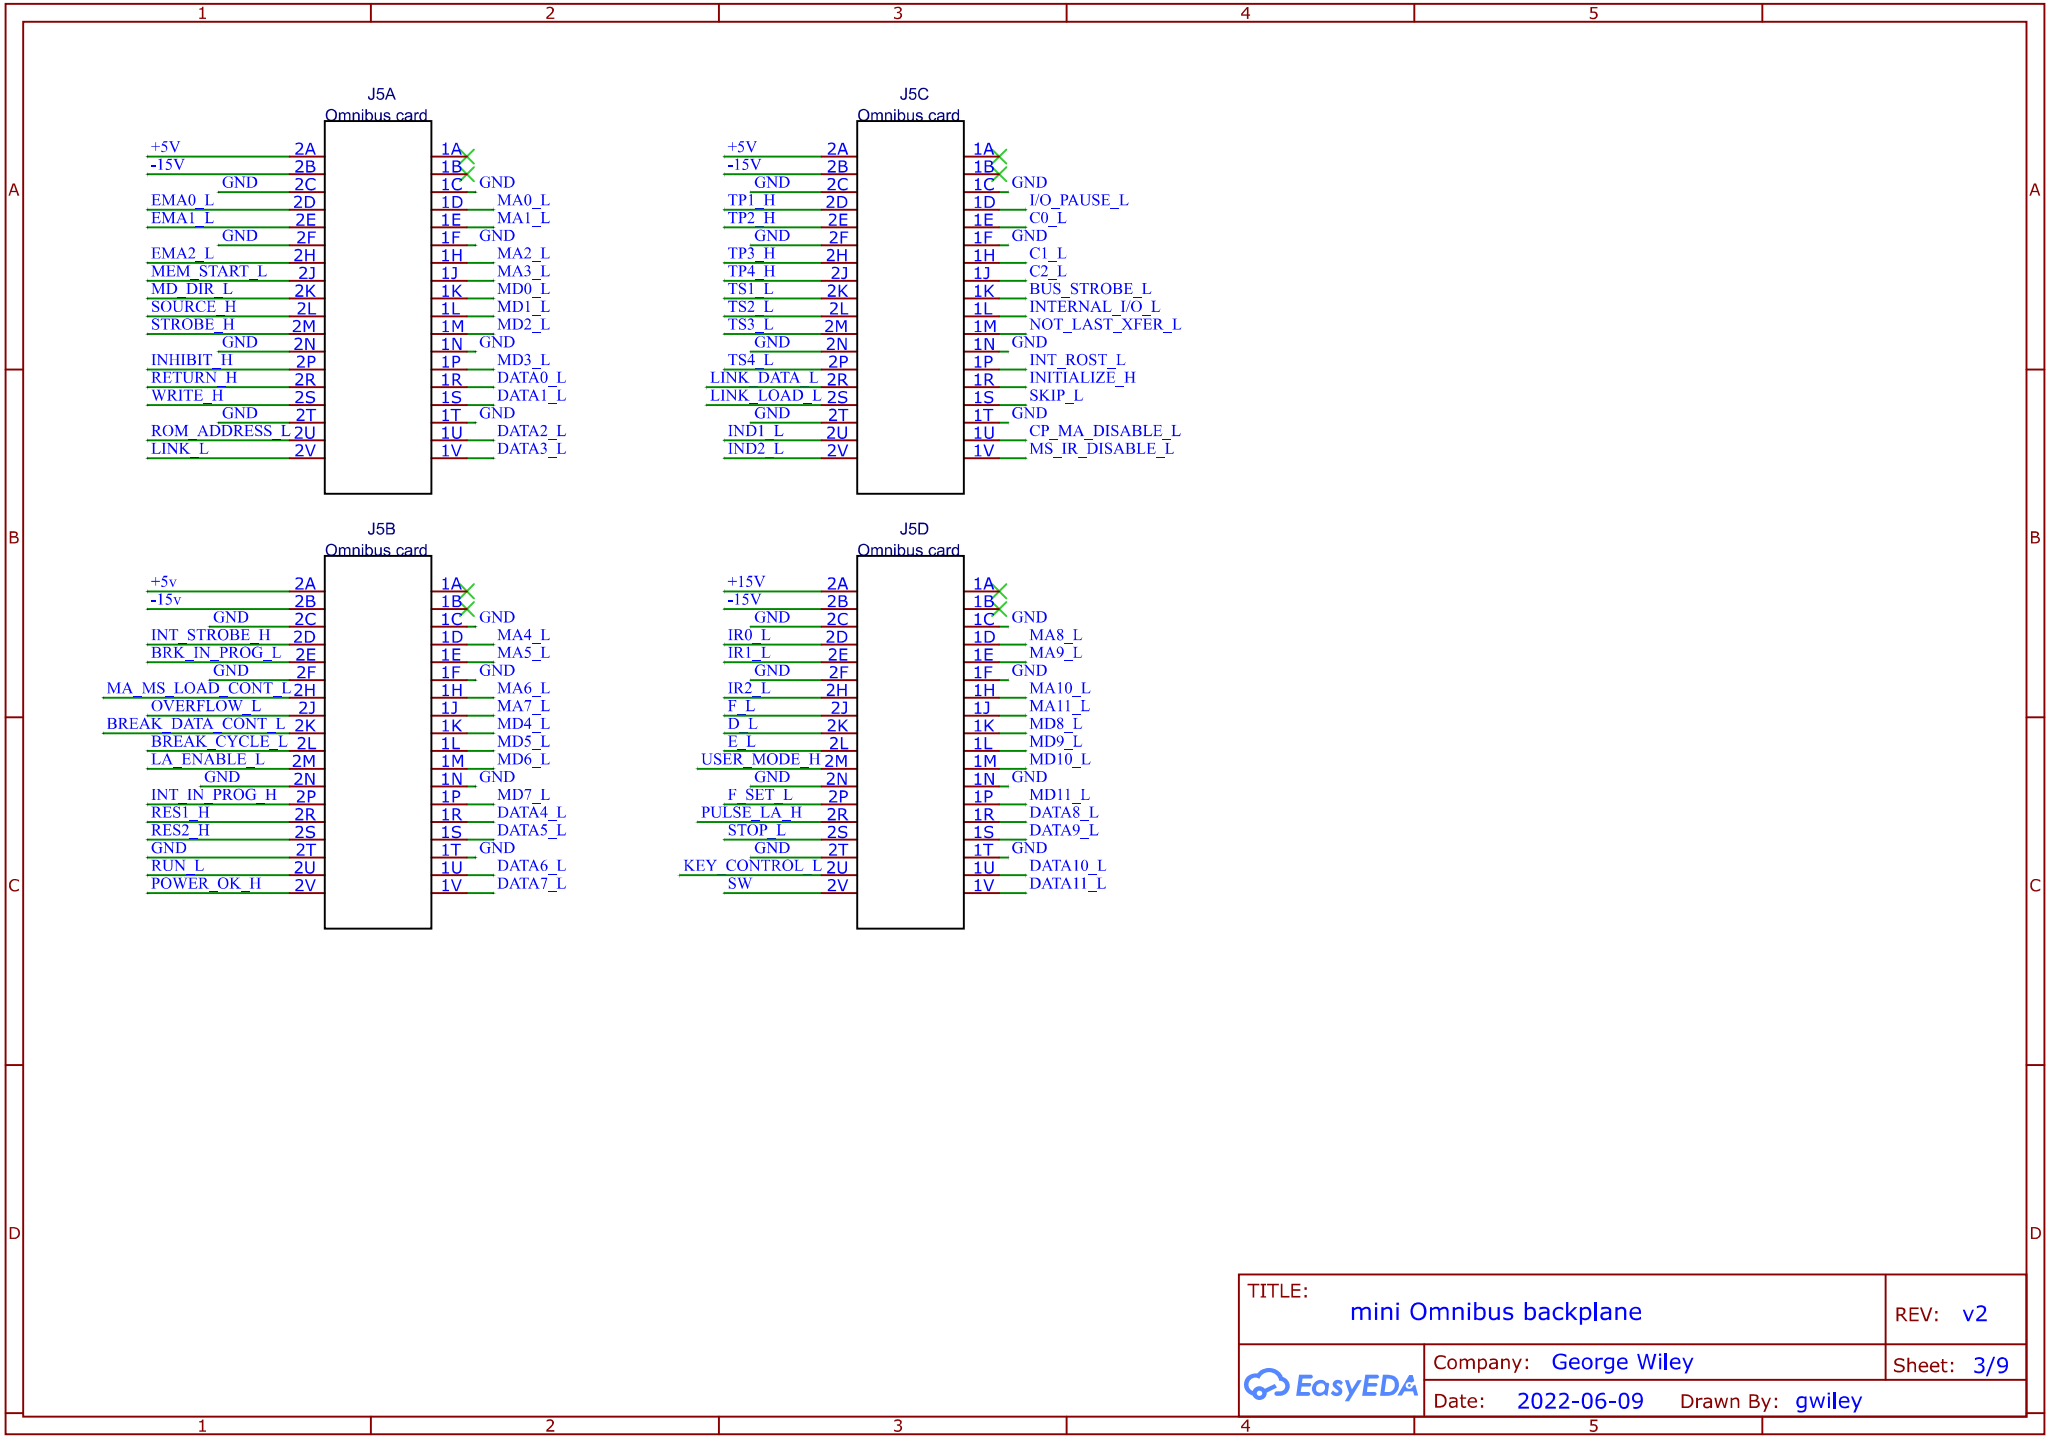 1 2 3 4 5
A A
B B
C C
D D
J5A
Omnibus card
+5V 2A 1A
-15V 2B 1B
GND 2C 1C GND
EMA0_L 2D 1D MA0_L
EMA1_L 2E 1E MA1_L
GND 2F 1F GND
EMA2_L 2H 1H MA2_L
MEM_START_L 2J 1J MA3_L
MD_DIR_L 2K 1K MD0_L
SOURCE_H 2L 1L MD1_L
STROBE_H 2M 1M MD2_L
GND 2N 1N GND
INHIBIT_H 2P 1P MD3_L
RETURN_H 2R 1R DATA0_L
WRITE_H 2S 1S DATA1_L
GND 2T 1T GND
ROM_ADDRESS_L 2U 1U DATA2_L
LINK_L 2V 1V DATA3_L
J5C
Omnibus card
+5V 2A 1A
-15V 2B 1B
GND 2C 1C GND
TP1_H 2D 1D I/O_PAUSE_L
TP2_H 2E 1E C0_L
GND 2F 1F GND
TP3_H 2H 1H C1_L
TP4_H 2J 1J C2_L
TS1_L 2K 1K BUS_STROBE_L
TS2_L 2L 1L INTERNAL_I/O_L
TS3_L 2M 1M NOT_LAST_XFER_L
GND 2N 1N GND
TS4_L 2P 1P INT_ROST_L
LINK_DATA_L 2R 1R INITIALIZE_H
LINK_LOAD_L 2S 1S SKIP_L
GND 2T 1T GND
IND1_L 2U 1U CP_MA_DISABLE_L
IND2_L 2V 1V MS_IR_DISABLE_L
J5B
Omnibus card
+5v 2A 1A
-15v 2B 1B
GND 2C 1C GND
INT_STROBE_H 2D 1D MA4_L
BRK_IN_PROG_L 2E 1E MA5_L
GND 2F 1F GND
MA_MS_LOAD_CONT_L 2H 1H MA6_L
OVERFLOW_L 2J 1J MA7_L
BREAK_DATA_CONT_L 2K 1K MD4_L
BREAK_CYCLE_L 2L 1L MD5_L
LA_ENABLE_L 2M 1M MD6_L
GND 2N 1N GND
INT_IN_PROG_H 2P 1P MD7_L
RES1_H 2R 1R DATA4_L
RES2_H 2S 1S DATA5_L
GND 2T 1T GND
RUN_L 2U 1U DATA6_L
POWER_OK_H 2V 1V DATA7_L
J5D
Omnibus card
+15V 2A 1A
-15V 2B 1B
GND 2C 1C GND
IR0_L 2D 1D MA8_L
IR1_L 2E 1E MA9_L
GND 2F 1F GND
IR2_L 2H 1H MA10_L
F_L 2J 1J MA11_L
D_L 2K 1K MD8_L
E_L 2L 1L MD9_L
USER_MODE_H 2M 1M MD10_L
GND 2N 1N GND
F_SET_L 2P 1P MD11_L
PULSE_LA_H 2R 1R DATA8_L
STOP_L 2S 1S DATA9_L
GND 2T 1T GND
KEY_CONTROL_L 2U 1U DATA10_L
SW 2V 1V DATA11_L
TITLE:
mini Omnibus backplane
REV: v2
EasyEDA
Company: George Wiley
Sheet: 3/9
Date: 2022-06-09 Drawn By: gwiley
1 2 3 4 5